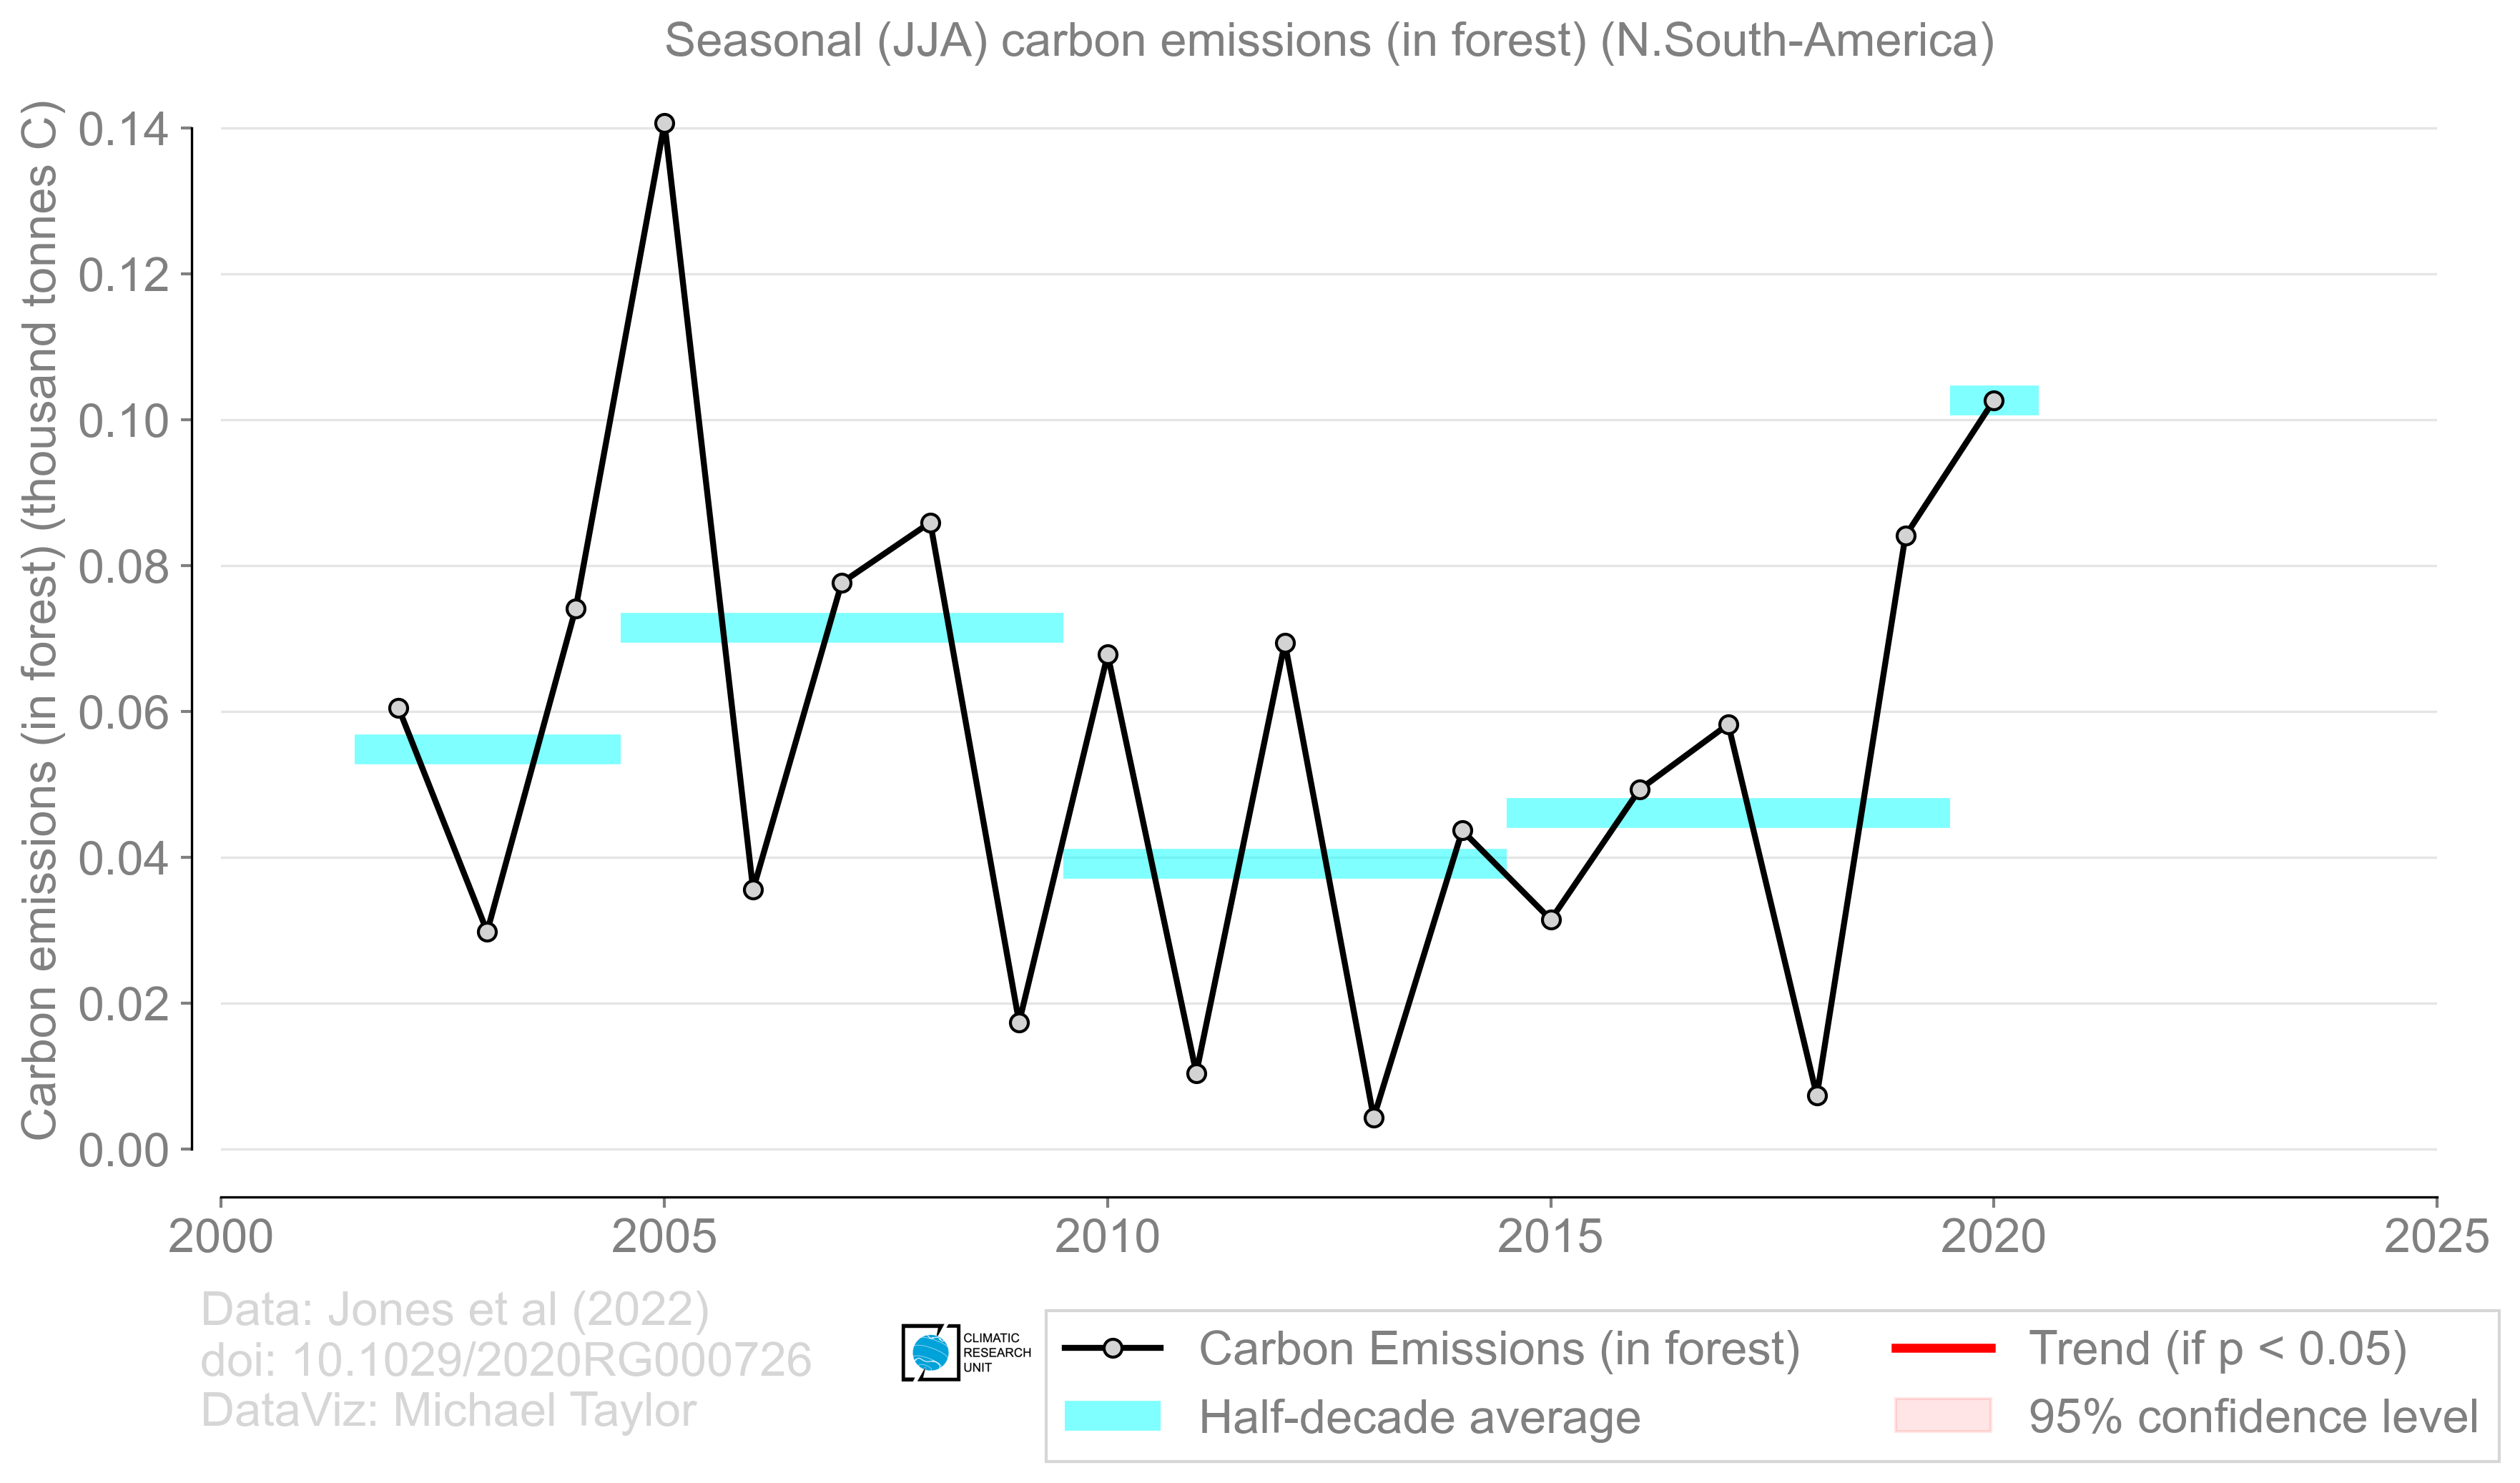 Seasonal (JJA) carbon emissions (in forest) (N.South-America)
Carbon emissions (in forest) (thousand tonnes C)
0.14
0.12
0.10
0.08
0.06
0.04
0.02
0.00
2000 2005 2010 2015 2020 2025
Data: Jones et al (2022)
doi: 10.1029/2020RG000726
DataViz: Michael Taylor
CLIMATIC
RESEARCH
UNIT
Carbon Emissions (in forest)
Half-decade average
Trend (if p < 0.05)
95% confidence level